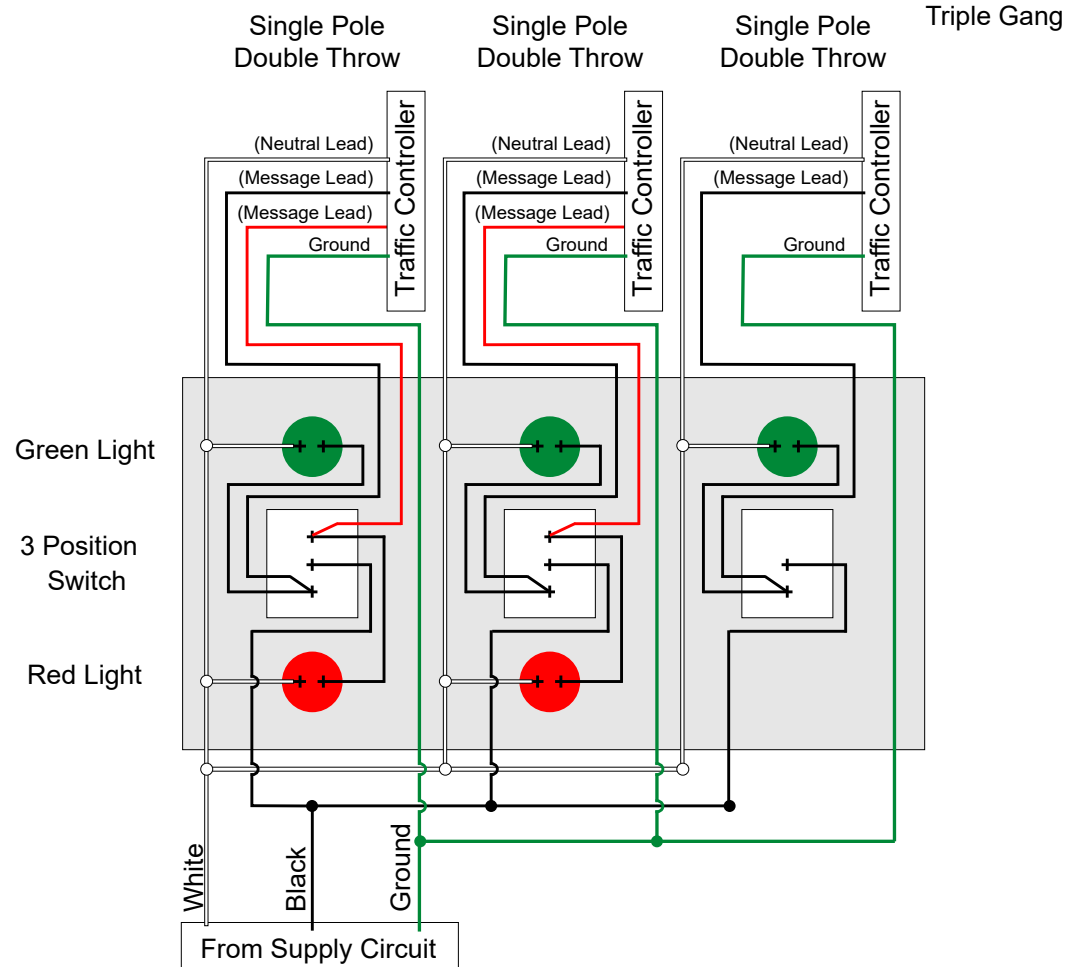 Single Pole
Double Throw
Single Pole
Double Throw
Single Pole
Double Throw
Triple Gang
(Neutral Lead)
(Message Lead)
(Message Lead)
Ground
Traffic Controller
(Neutral Lead)
(Message Lead)
(Message Lead)
Ground
Traffic Controller
(Neutral Lead)
(Message Lead)
Ground
Traffic Controller
Green Light
3 Position
Switch
Red Light
White
Black
Ground
From Supply Circuit